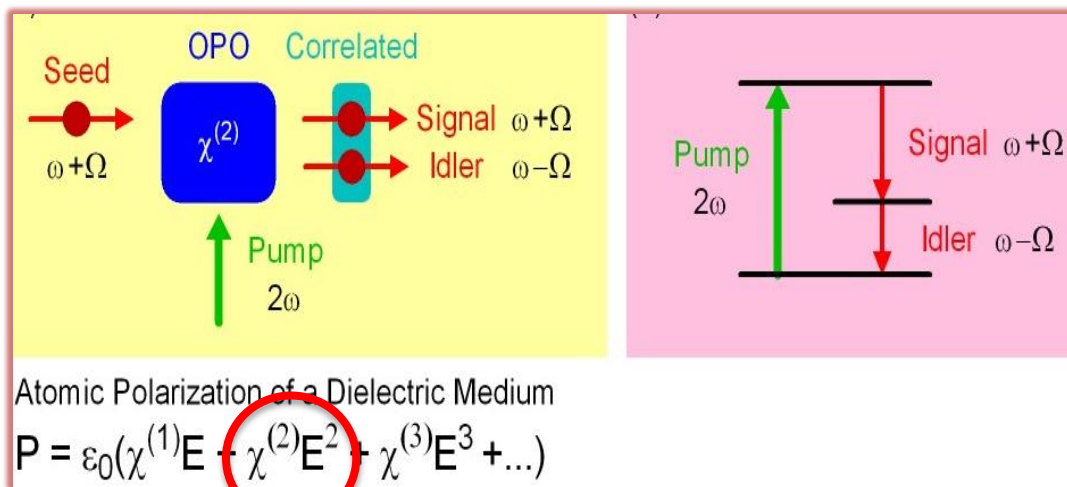 OPO Correlated
Seed
χ(2)
ω+Ω
Signal ω+Ω
Idler ω−Ω
Pump
2ω
Pump
2ω
Signal ω+Ω
Idler ω−Ω
Atomic Polarization of a Dielectric Medium
P = ε₀(χ⁽¹⁾E + χ⁽²⁾E² + χ⁽³⁾E³ +...)